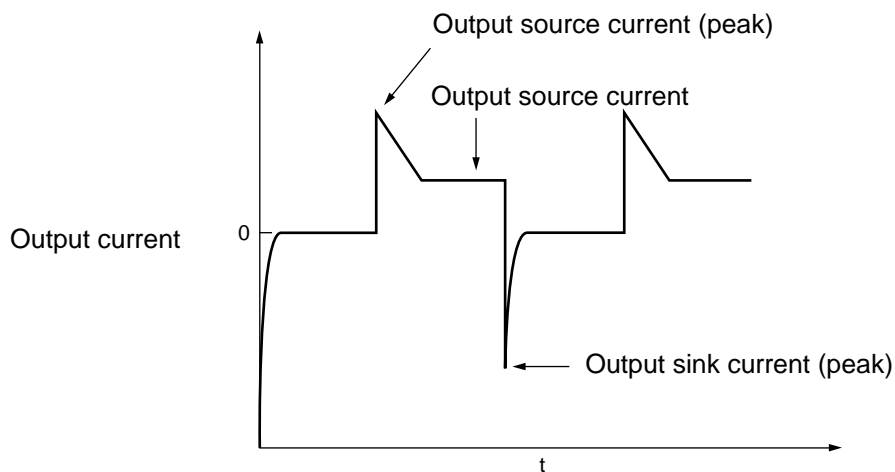 Output source current (peak)
Output source current
Output current
0
Output sink current (peak)
t